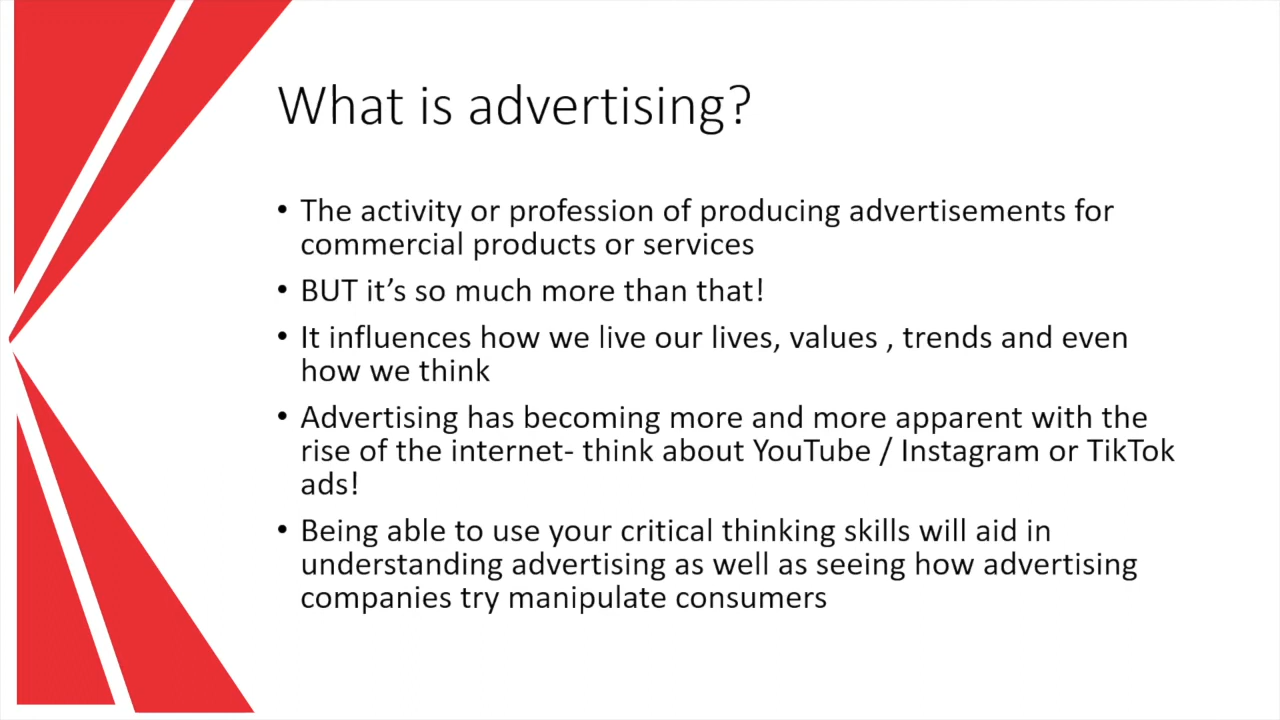 What is advertising?
• The activity or profession of producing advertisements for
commercial products or services
• BUT it’s so much more than that!
• It influences how we live our lives, values , trends and even
how we think
• Advertising has becoming more and more apparent with the
rise of the internet- think about YouTube / Instagram or TikTok
ads!
• Being able to use your critical thinking skills will aid in
understanding advertising as well as seeing how advertising
companies try manipulate consumers